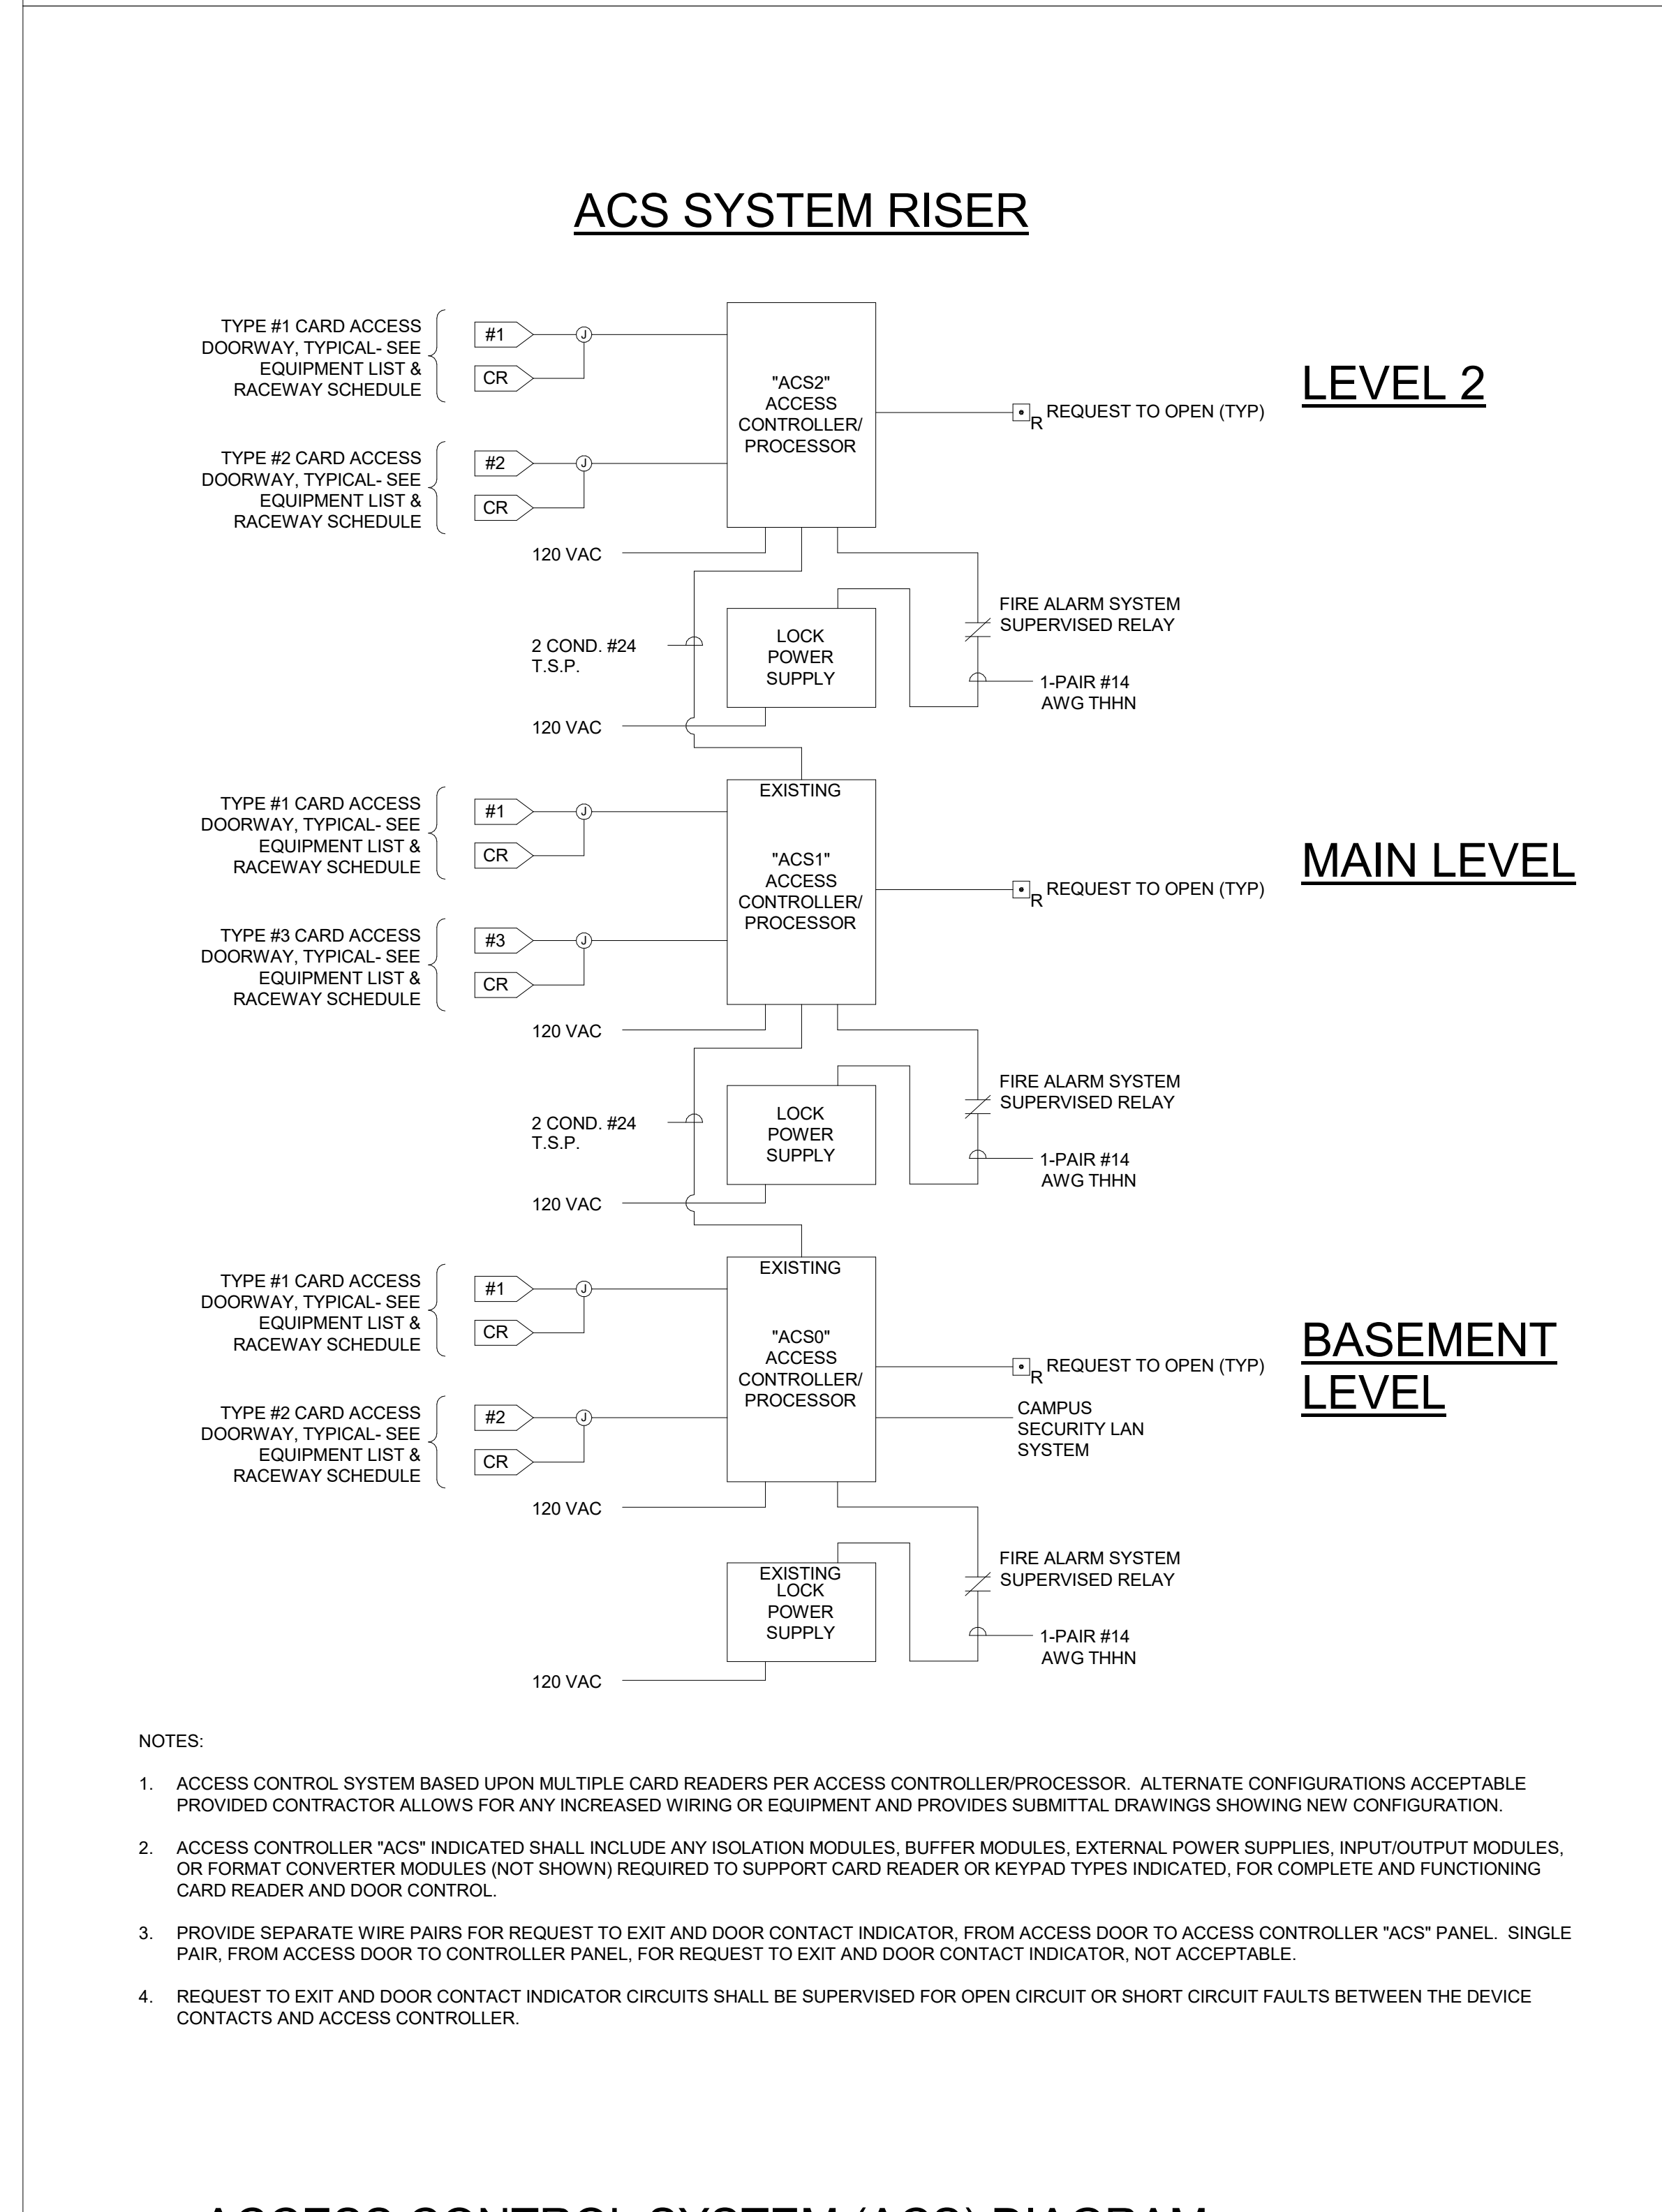 ACS SYSTEM RISER
TYPE #1 CARD ACCESS
DOORWAY, TYPICAL- SEE
EQUIPMENT LIST &
RACEWAY SCHEDULE
#1
J
CR
TYPE #2 CARD ACCESS
DOORWAY, TYPICAL- SEE
EQUIPMENT LIST &
RACEWAY SCHEDULE
#2
J
CR
"ACS2"
ACCESS
CONTROLLER/
PROCESSOR
R
REQUEST TO OPEN (TYP)
LEVEL 2
120 VAC
2 COND. #24
T.S.P.
LOCK
POWER
SUPPLY
FIRE ALARM SYSTEM
SUPERVISED RELAY
1-PAIR #14
AWG THHN
120 VAC
TYPE #1 CARD ACCESS
DOORWAY, TYPICAL- SEE
EQUIPMENT LIST &
RACEWAY SCHEDULE
#1
J
CR
TYPE #3 CARD ACCESS
DOORWAY, TYPICAL- SEE
EQUIPMENT LIST &
RACEWAY SCHEDULE
#3
J
CR
EXISTING
"ACS1"
ACCESS
CONTROLLER/
PROCESSOR
R
REQUEST TO OPEN (TYP)
MAIN LEVEL
120 VAC
2 COND. #24
T.S.P.
LOCK
POWER
SUPPLY
FIRE ALARM SYSTEM
SUPERVISED RELAY
1-PAIR #14
AWG THHN
120 VAC
TYPE #1 CARD ACCESS
DOORWAY, TYPICAL- SEE
EQUIPMENT LIST &
RACEWAY SCHEDULE
#1
J
CR
TYPE #2 CARD ACCESS
DOORWAY, TYPICAL- SEE
EQUIPMENT LIST &
RACEWAY SCHEDULE
#2
J
CR
EXISTING
"ACS0"
ACCESS
CONTROLLER/
PROCESSOR
R
REQUEST TO OPEN (TYP)
CAMPUS
SECURITY LAN
SYSTEM
BASEMENT
LEVEL
120 VAC
EXISTING
LOCK
POWER
SUPPLY
FIRE ALARM SYSTEM
SUPERVISED RELAY
1-PAIR #14
AWG THHN
120 VAC
NOTES:
1. ACCESS CONTROL SYSTEM BASED UPON MULTIPLE CARD READERS PER ACCESS CONTROLLER/PROCESSOR. ALTERNATE CONFIGURATIONS ACCEPTABLE
PROVIDED CONTRACTOR ALLOWS FOR ANY INCREASED WIRING OR EQUIPMENT AND PROVIDES SUBMITTAL DRAWINGS SHOWING NEW CONFIGURATION.
2. ACCESS CONTROLLER "ACS" INDICATED SHALL INCLUDE ANY ISOLATION MODULES, BUFFER MODULES, EXTERNAL POWER SUPPLIES, INPUT/OUTPUT MODULES,
OR FORMAT CONVERTER MODULES (NOT SHOWN) REQUIRED TO SUPPORT CARD READER OR KEYPAD TYPES INDICATED, FOR COMPLETE AND FUNCTIONING
CARD READER AND DOOR CONTROL.
3. PROVIDE SEPARATE WIRE PAIRS FOR REQUEST TO EXIT AND DOOR CONTACT INDICATOR, FROM ACCESS DOOR TO ACCESS CONTROLLER "ACS" PANEL. SINGLE
PAIR, FROM ACCESS DOOR TO CONTROLLER PANEL, FOR REQUEST TO EXIT AND DOOR CONTACT INDICATOR, NOT ACCEPTABLE.
4. REQUEST TO EXIT AND DOOR CONTACT INDICATOR CIRCUITS SHALL BE SUPERVISED FOR OPEN CIRCUIT OR SHORT CIRCUIT FAULTS BETWEEN THE DEVICE
CONTACTS AND ACCESS CONTROLLER.
ACCESS CONTROL SYSTEM (ACS) DIAGRAM